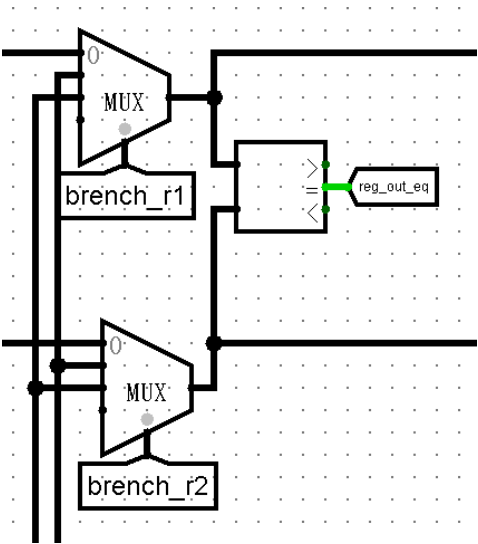 0
MUX
brench_r1
>
=
<
reg_out_eq
0
MUX
brench_r2